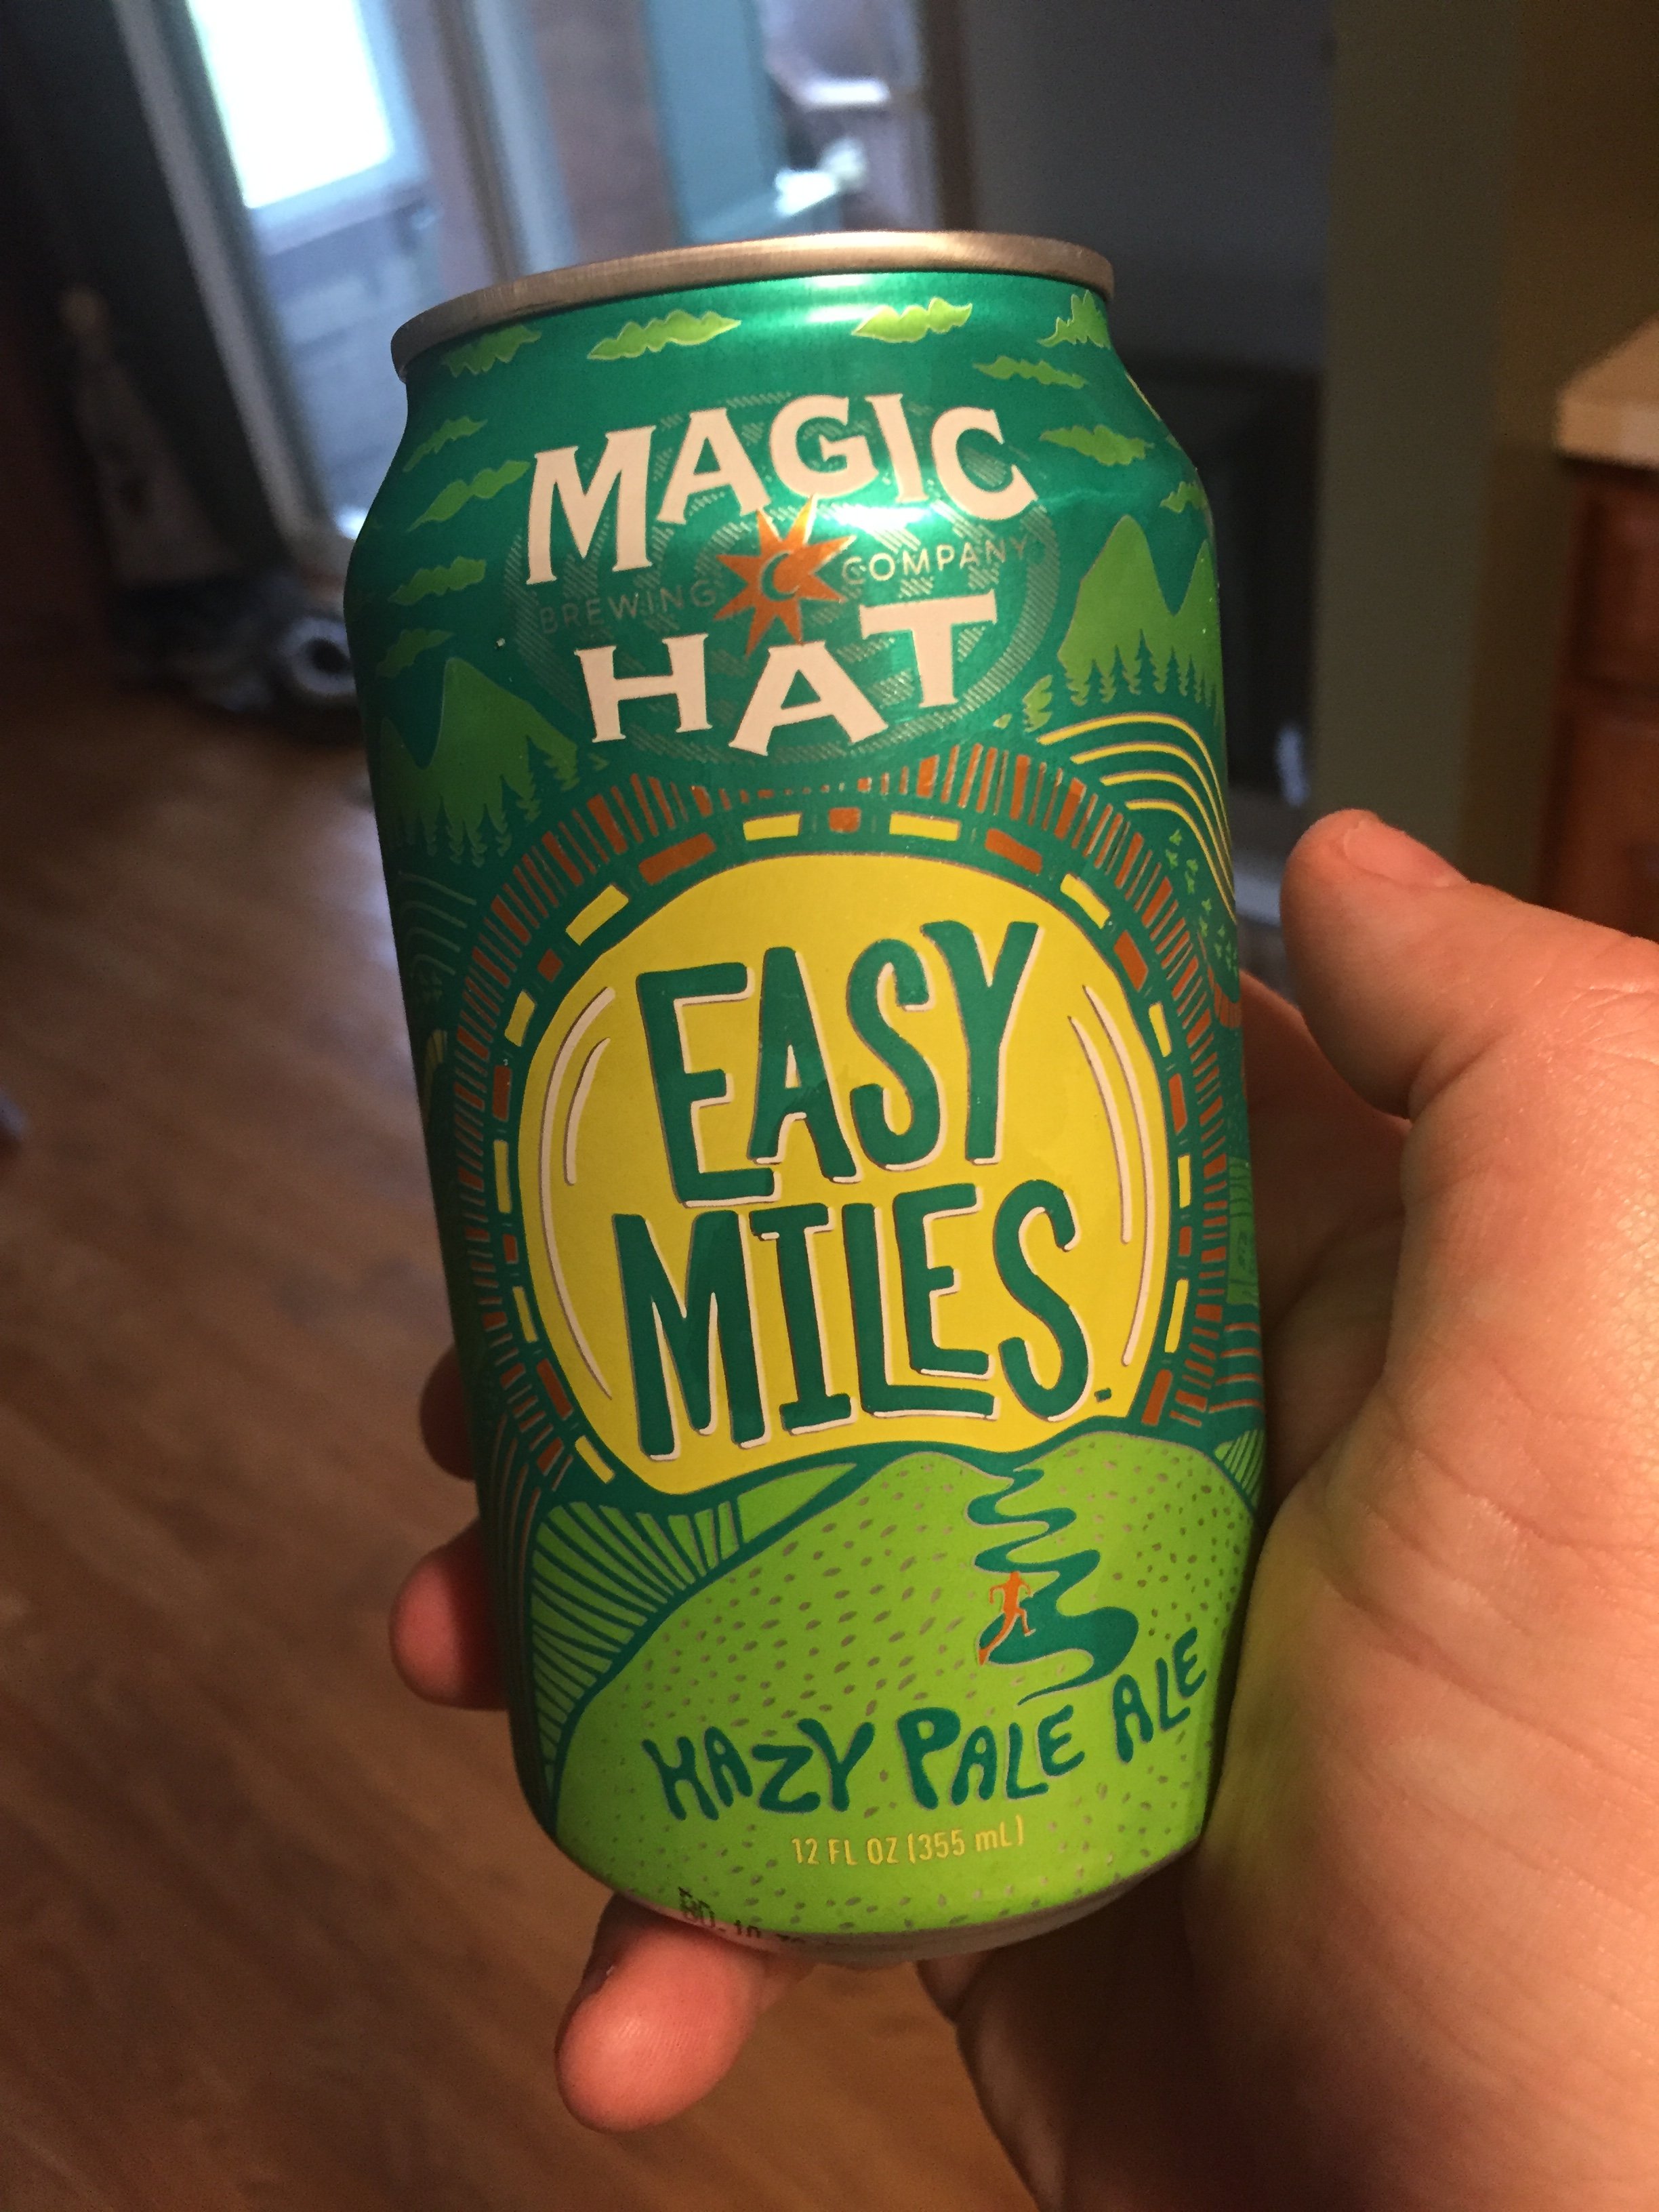 MAGIC
BREWING COMPANY
HAT
EASY
MILES
HAZY PALE ALE
12 FL OZ (355 mL)